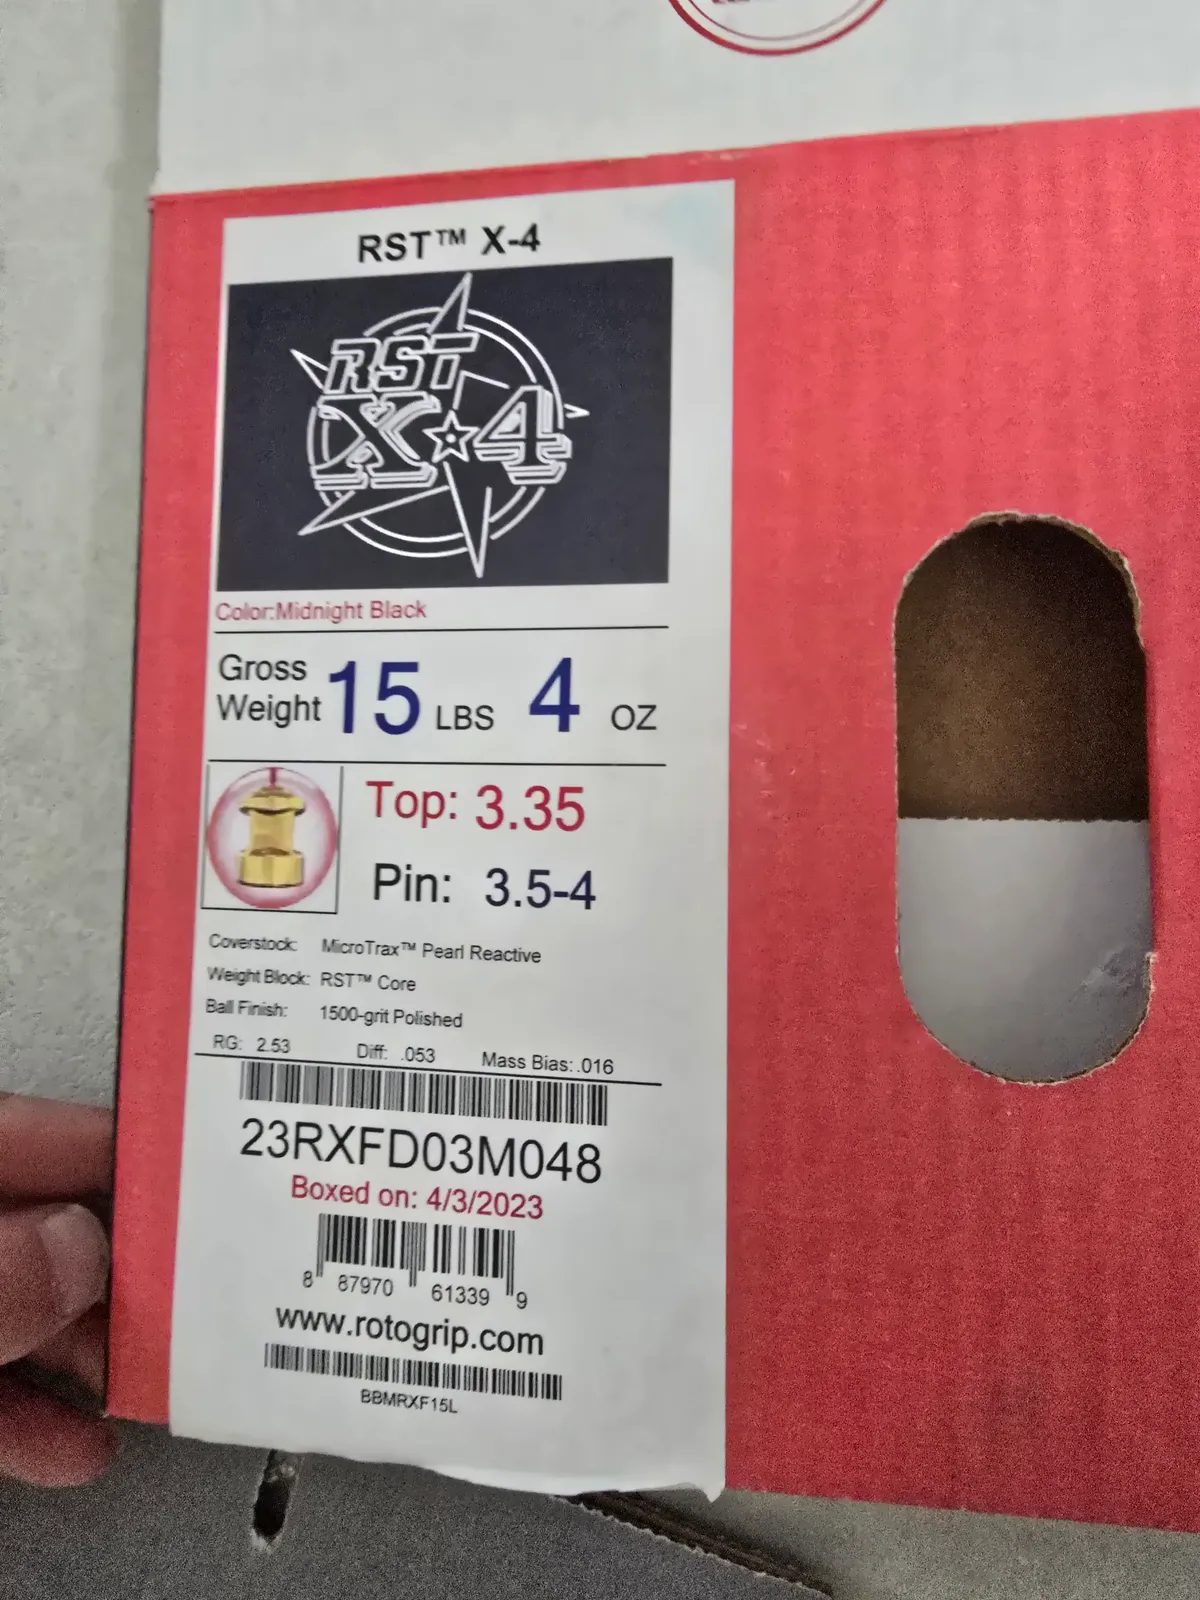 RST™ X-4
RST
X★4
Color:Midnight Black
Gross Weight 15 LBS 4 OZ
Top: 3.35
Pin: 3.5-4
Coverstock: MicroTrax™ Pearl Reactive
Weight Block: RST™ Core
Ball Finish: 1500-grit Polished
RG: 2.53 Diff: .053 Mass Bias:.016
23RXFD03M048
Boxed on: 4/3/2023
8 87970 61339 9
www.rotogrip.com
BBMRXF15L